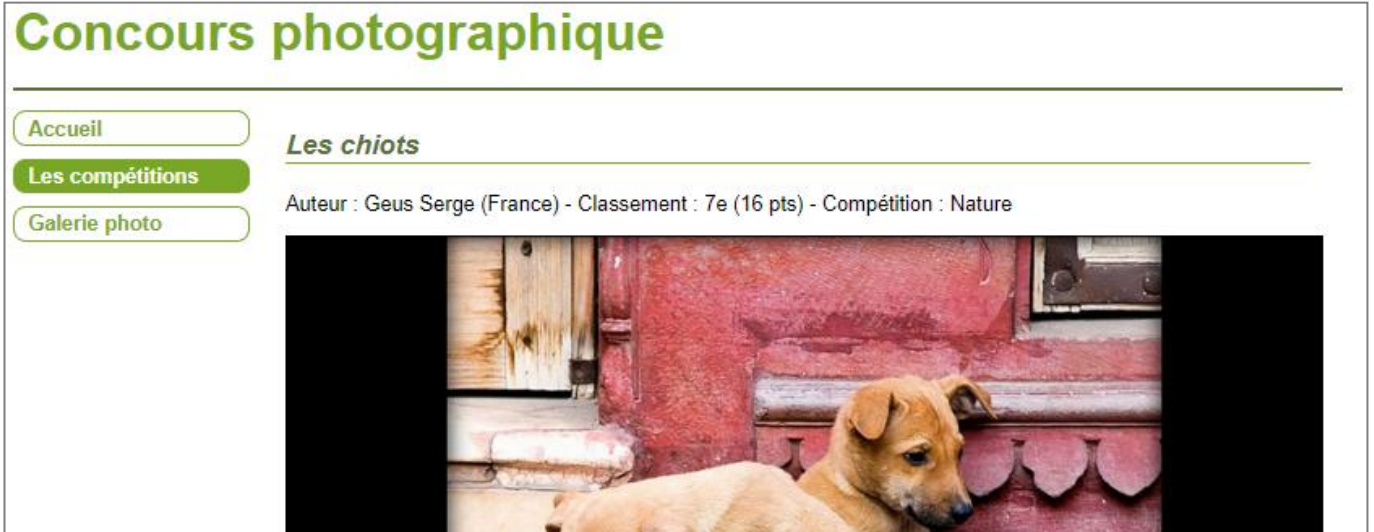 Concours photographique
Accueil
Les compétitions
Galerie photo
Les chiots
Auteur : Geus Serge (France) - Classement : 7e (16 pts) - Compétition : Nature